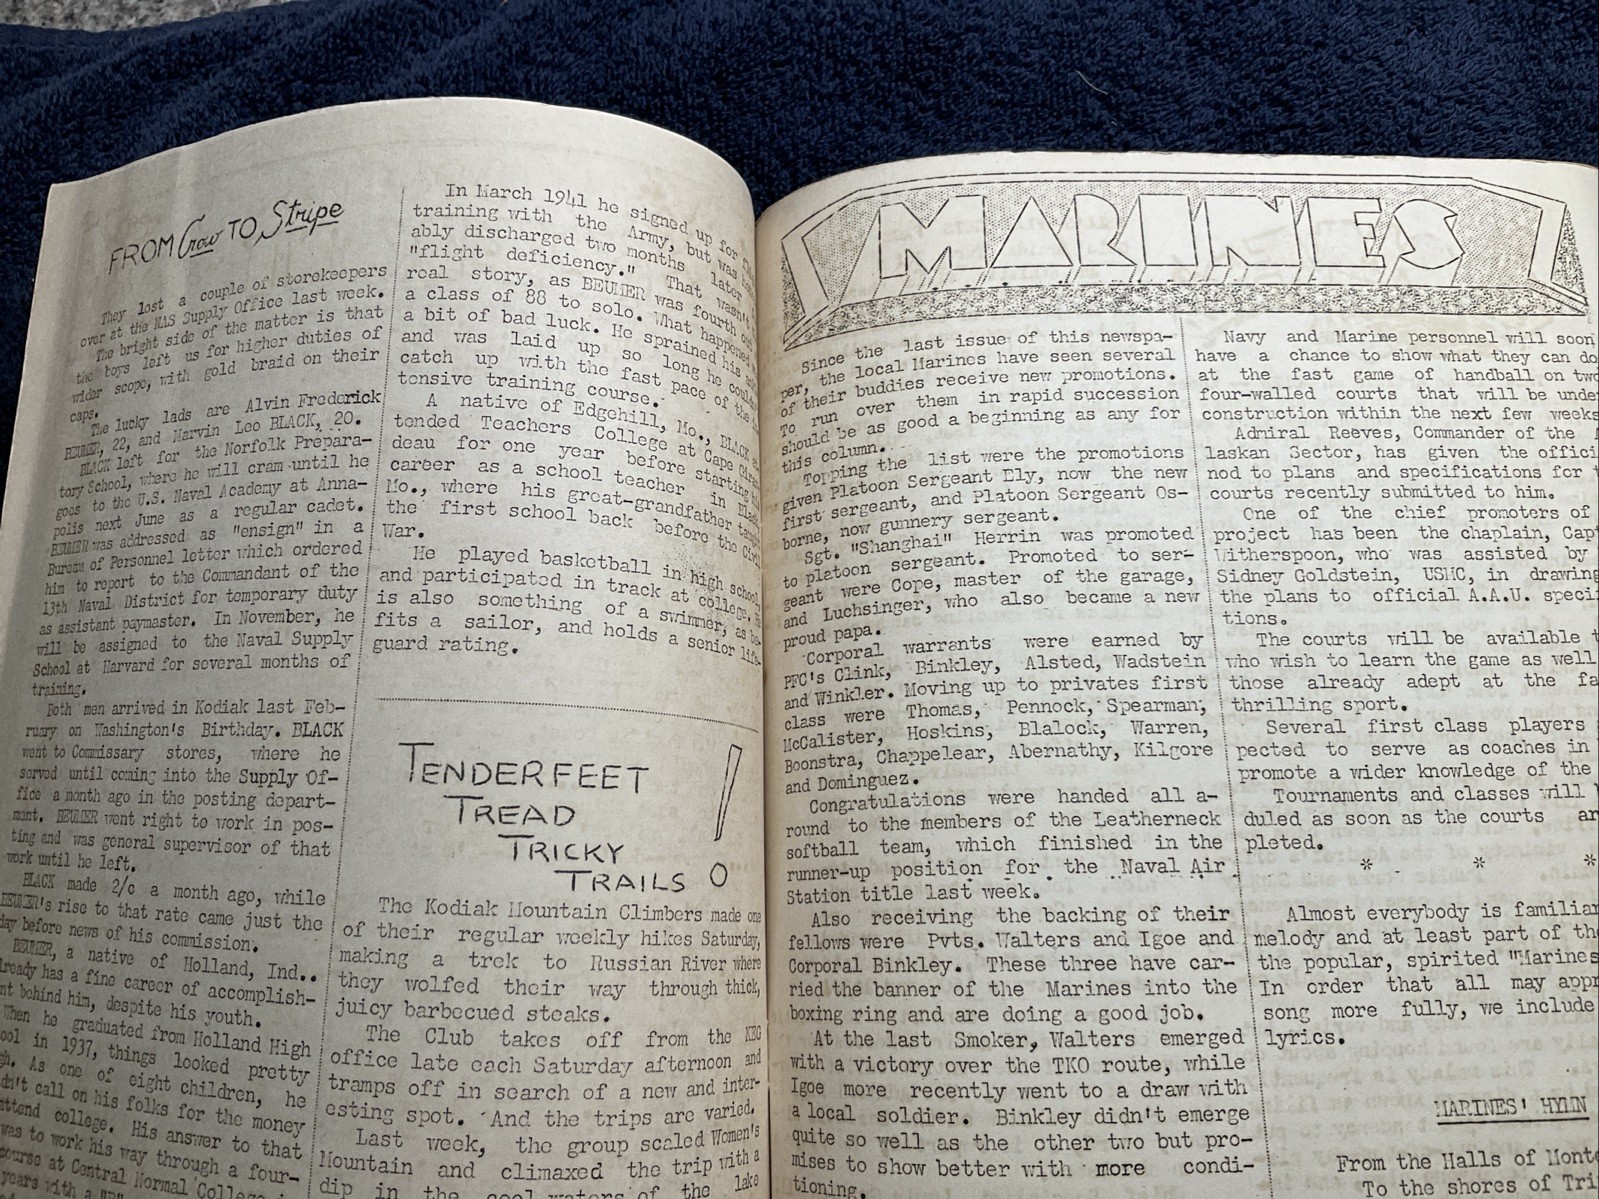 FROM Crow TO Stripe
They lost a couple of storekeepers
over at the NAS Supply Office last week.
The bright side of the matter is that
the boys left us for higher duties of
wider scope, with gold braid on their
caps.
The lucky lads are Alvin Frederick
BEUMER, 22, and Marvin Leo BLACK, 20.
BLACK left for the Norfolk Prepara-
tory School, where he will cram until he
goes to the U.S. Naval Academy at Anna-
polis next June as a regular cadet.
BEUMER was addressed as "ensign" in a
Bureau of Personnel letter which ordered
him to report to the Commandant of the
13th Naval District for temporary duty
as assistant paymaster. In November, he
will be assigned to the Naval Supply
School at Harvard for several months of
training.
Both men arrived in Kodiak last Feb-
ruary on Washington's Birthday. BLACK
went to Commissary stores, where he
served until coming into the Supply Of-
fice a month ago in the posting depart-
ment. BEUMER went right to work in pos-
ting and was general supervisor of that
work until he left.
BLACK made 2/c a month ago, while
BEUMER's rise to that rate came just the
day before news of his commission.
BEUMER, a native of Holland, Ind..
already has a fine career of accomplish-
nt behind him, despite his youth.
When he graduated from Holland High
ool in 1937, things looked pretty
gh. As one of eight children, he
dn't call on his folks for the money
attend college. His answer to that
was to work his way through a four-
course at Central Normal College
years with a
In March 1941 he signed up for
training with the Army, but was
ably discharged two months later
"flight deficiency." That wasn't
real story, as BEUMER was fourth
a class of 88 to solo. What happened
a bit of bad luck. He sprained his
and was laid up so long he couldn't
catch up with the fast pace of the
tensive training course.
A native of Edgehill, Mo., BLACK
tended Teachers College at Cape Girar
deau for one year before starting his
career as a school teacher in
Mo., where his great-grandfather taught
the first school back before the Civil
War.
He played basketball in high school
and participated in track at college.
is also something of a swimmer, as be-
fits a sailor, and holds a senior life-
guard rating.
TENDERFEET
TREAD
TRICKY
TRAILS !
The Kodiak Mountain Climbers made one
of their regular weekly hikes Saturday,
making a trek to Russian River where
they wolfed their way through thick,
juicy barbecued steaks.
The Club takes off from the KBG
office late each Saturday afternoon and
tramps off in search of a new and inter-
esting spot. And the trips are varied.
Last week, the group scaled Women's
Mountain and climaxed the trip with a
dip in the cool waters of the lake
MARINES
Since the last issue of this newspa-
per, the local Marines have seen several
of their buddies receive new promotions.
To run over them in rapid succession
should be as good a beginning as any for
this column.
Topping the list were the promotions
given Platoon Sergeant Ely, now the new
first sergeant, and Platoon Sergeant Os-
borne, now gunnery sergeant.
Sgt. "Shanghai" Herrin was promoted
to platoon sergeant. Promoted to ser-
geant were Cope, master of the garage,
and Luchsinger, who also became a new
proud papa.
Corporal warrants were earned by
PFC's Clink, Binkley, Alsted, Wadstein
and Winkler. Moving up to privates first
class were Thomas, Pennock, Spearman,
McCalister, Hoskins, Blalock, Warren,
Boonstra, Chappelear, Abernathy, Kilgore
and Dominguez.
Congratulations were handed all a-
round to the members of the Leatherneck
softball team, which finished in the
runner-up position for the Naval Air
Station title last week.
Also receiving the backing of their
fellows were Pvts. Walters and Igoe and
Corporal Binkley. These three have car-
ried the banner of the Marines into the
boxing ring and are doing a good job.
At the last Smoker, Walters emerged
with a victory over the TKO route, while
Igoe more recently went to a draw with
a local soldier. Binkley didn't emerge
quite so well as the other two but pro-
mises to show better with more condi-
tioning.
Navy and Marine personnel will soon
have a chance to show what they can do
at the fast game of handball on two
four-walled courts that will be under
construction within the next few weeks
Admiral Reeves, Commander of the A
laskan Sector, has given the offici
nod to plans and specifications for t
courts recently submitted to him.
One of the chief promoters of
project has been the chaplain, Cap
Witherspoon, who was assisted by
Sidney Goldstein, USMC, in drawing
the plans to official A.A.U. speci
tions.
The courts will be available t
who wish to learn the game as well
those already adept at the fa
thrilling sport.
Several first class players
pected to serve as coaches in
promote a wider knowledge of the
Tournaments and classes will
duled as soon as the courts ar
pleted.
* * *
Almost everybody is familiar
melody and at least part of th
the popular, spirited "Marines
In order that all may appr
song more fully, we include
lyrics.
MARINES' HYMN
From the Halls of Monte
To the shores of Tri